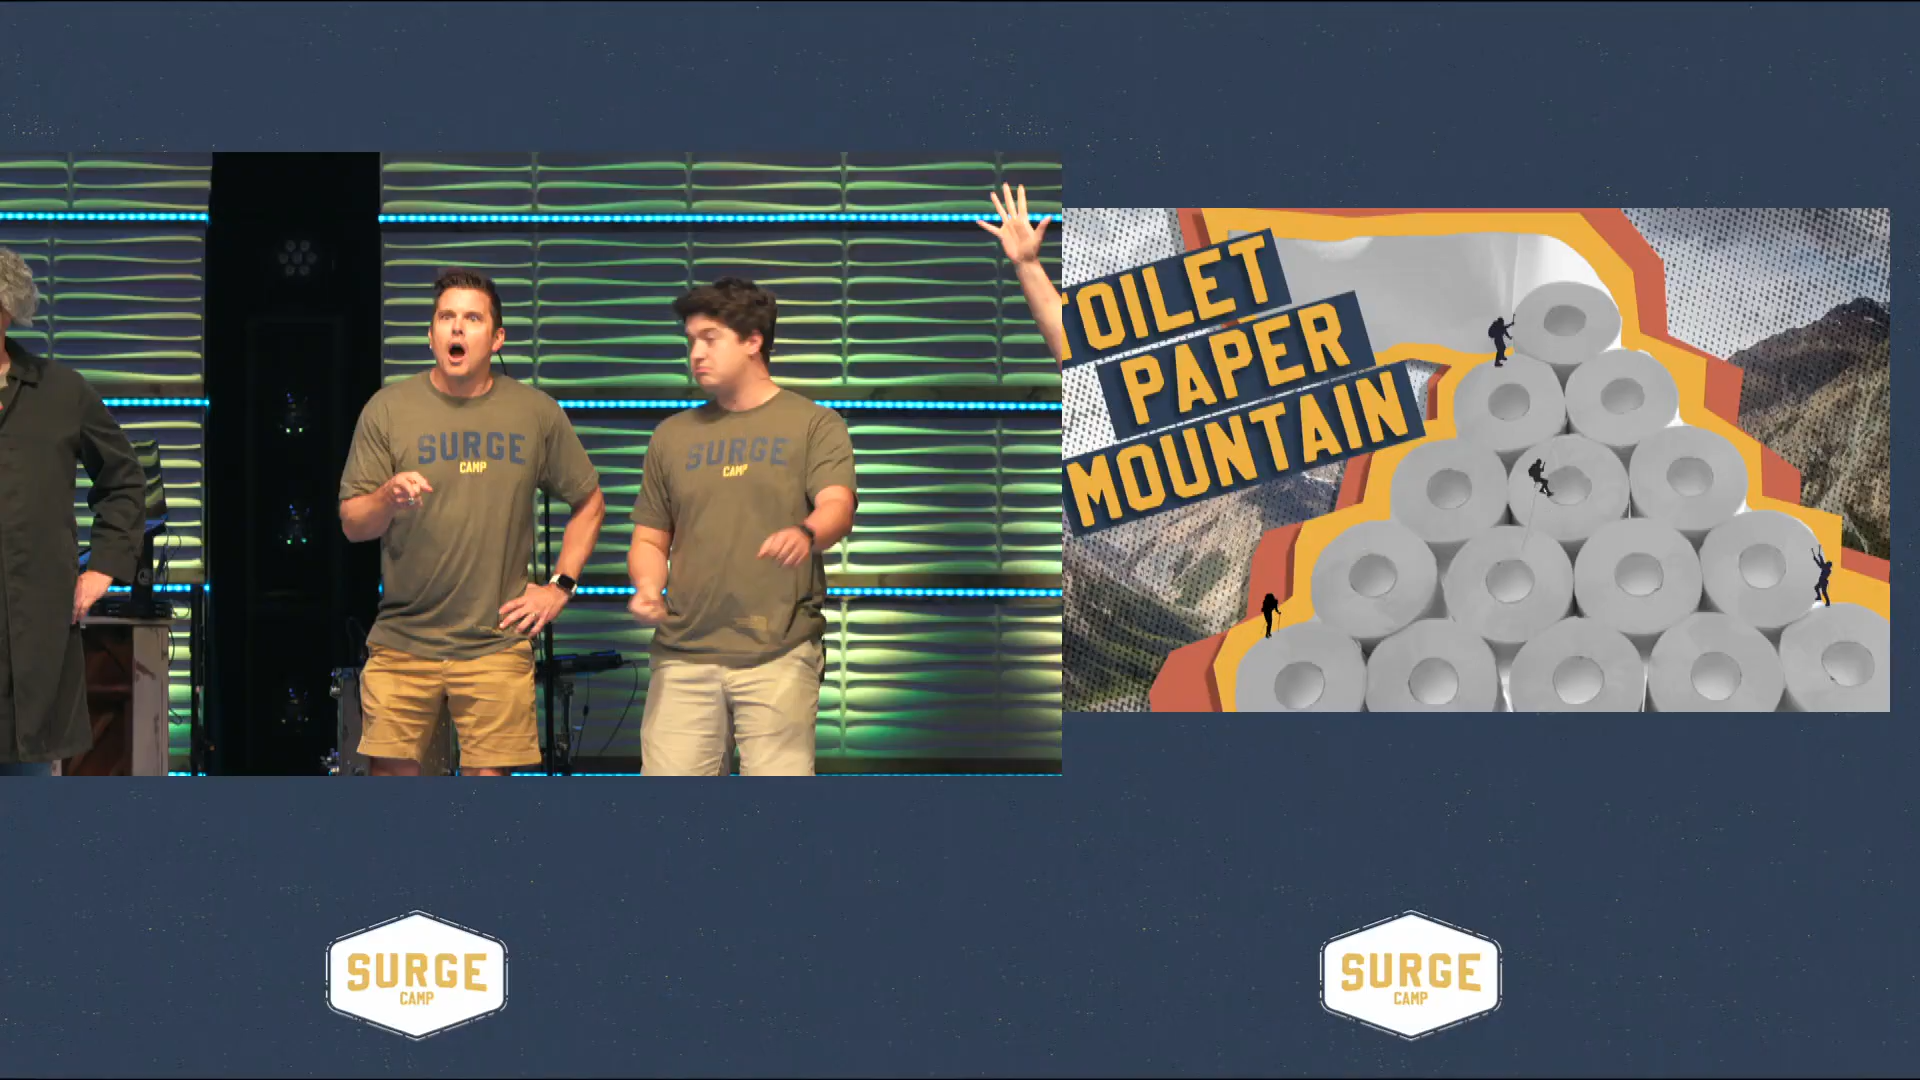 SURGE
CAMP
SURGE
CAMP
TOILET
PAPER
MOUNTAIN
SURGE
CAMP
SURGE
CAMP